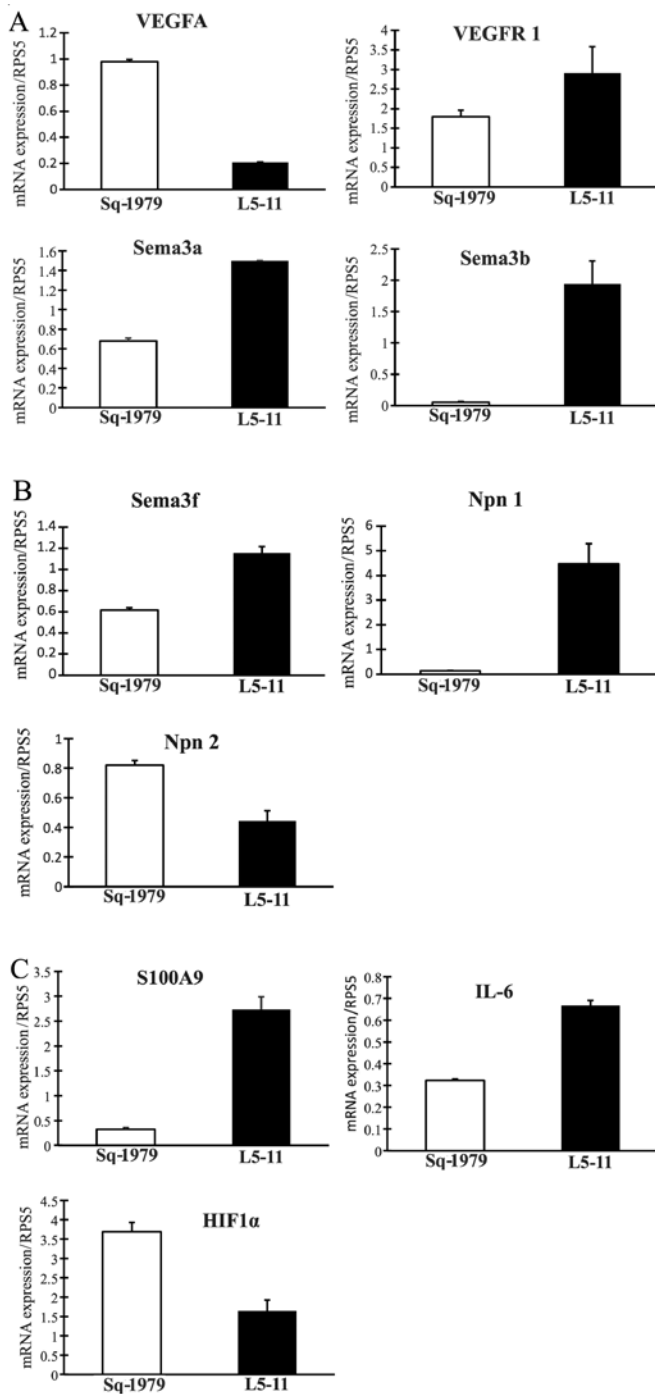 A
VEGFA
mRNA expression/RPS5
1.2
1
0.8
0.6
0.4
0.2
0
Sq-1979 L5-11
VEGFR 1
mRNA expression/RPS5
4
3.5
3
2.5
2
1.5
1
0.5
0
Sq-1979 L5-11
Sema3a
mRNA expression/RPS5
1.6
1.4
1.2
1
0.8
0.6
0.4
0.2
0
Sq-1979 L5-11
Sema3b
mRNA expression/RPS5
2.5
2
1.5
1
0.5
0
Sq-1979 L5-11
B
Sema3f
mRNA expression/RPS5
1.4
1.2
1
0.8
0.6
0.4
0.2
0
Sq-1979 L5-11
Npn 1
mRNA expression/RPS5
6
5
4
3
2
1
0
Sq-1979 L5-11
Npn 2
mRNA expression/RPS5
1
0.8
0.6
0.4
0.2
0
Sq-1979 L5-11
C
S100A9
mRNA expression/RPS5
3.5
3
2.5
2
1.5
1
0.5
0
Sq-1979 L5-11
IL-6
mRNA expression/RPS5
0.8
0.7
0.6
0.5
0.4
0.3
0.2
0.1
0
Sq-1979 L5-11
HIF1α
mRNA expression/RPS5
4.5
4
3.5
3
2.5
2
1.5
1
0.5
0
Sq-1979 L5-11